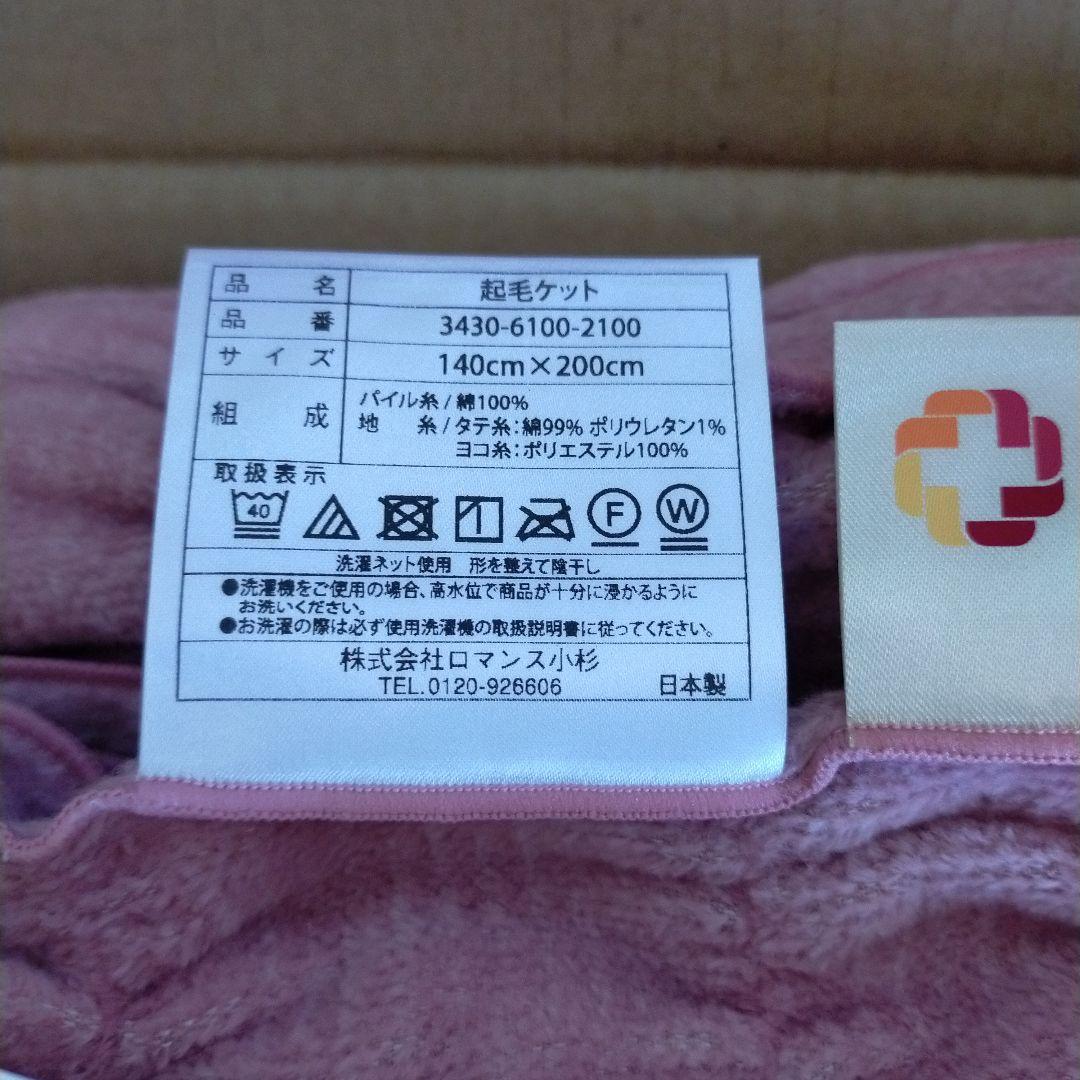 品名 起毛ケット
品番 3430-6100-2100
サイズ 140cm×200cm
組成 パイル糸/綿100%
地糸/タテ糸:綿99% ポリウレタン1%
ヨコ糸:ポリエステル100%
取扱表示
40 F W
洗濯ネット使用 形を整えて陰干し
●洗濯機をご使用の場合、高水位で商品が十分に浸かるように
お洗いください。
●お洗濯の際は必ず使用洗濯機の取扱説明書に従ってください。
株式会社ロマンス小杉
TEL.0120-926606 日本製